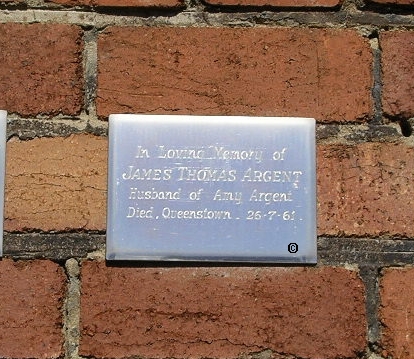 In Loving Memory of
JAMES THOMAS ARGENT
Husband of Amy Argent
Died, Queenstown. 26-7-61.
©